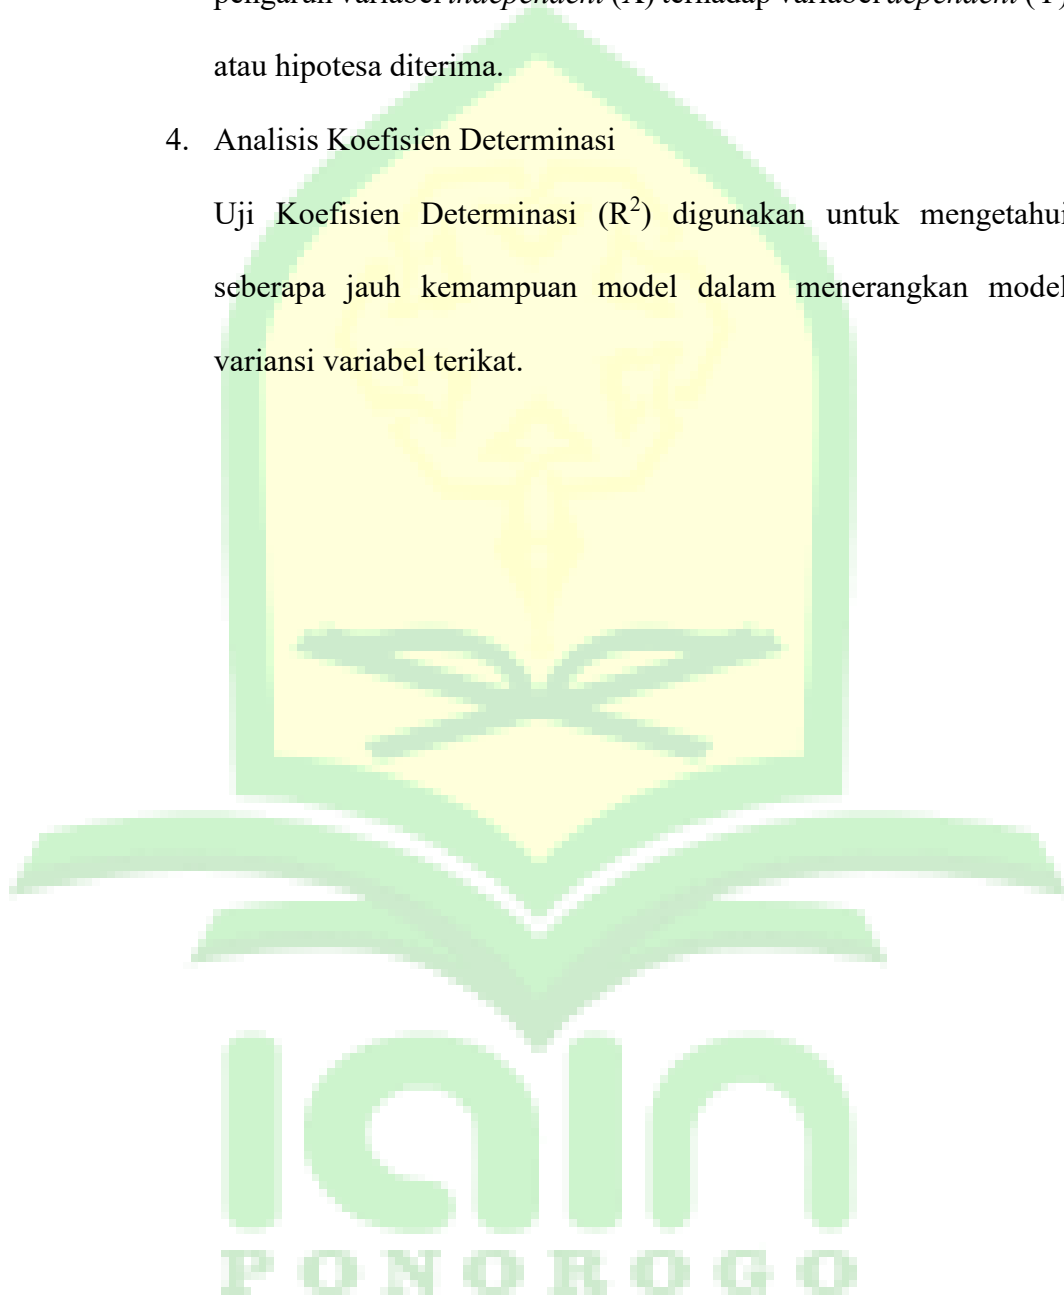 pengaruh variabel independent (X) terhadap variabel dependent (Y)
atau hipotesa diterima.
4. Analisis Koefisien Determinasi
Uji Koefisien Determinasi (R²) digunakan untuk mengetahui
seberapa jauh kemampuan model dalam menerangkan model
variansi variabel terikat.
iain
PONOROGO